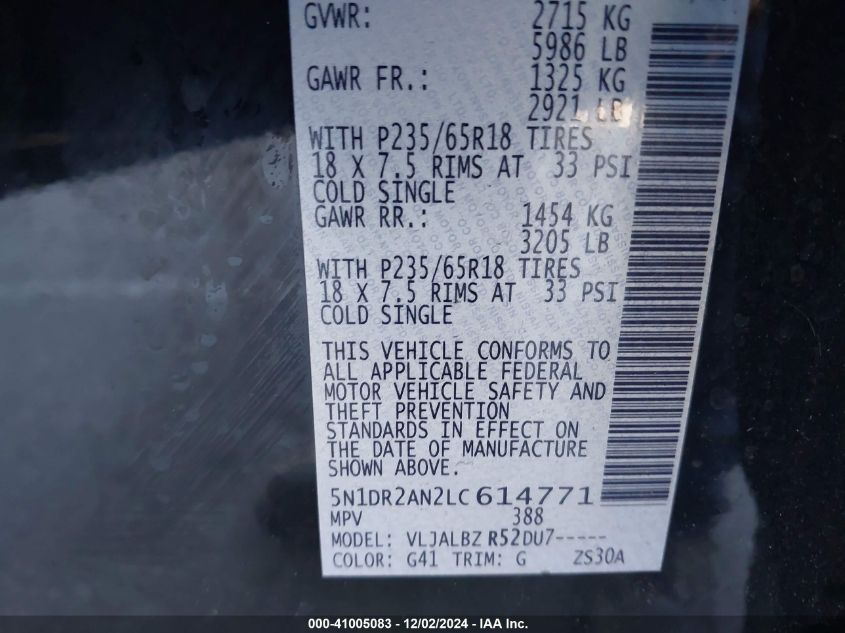 GVWR: 2715 KG
5986 LB
GAWR FR.: 1325 KG
2921 LB
WITH P235/65R18 TIRES
18 X 7.5 RIMS AT 33 PSI
COLD SINGLE
GAWR RR.: 1454 KG
3205 LB
WITH P235/65R18 TIRES
18 X 7.5 RIMS AT 33 PSI
COLD SINGLE
THIS VEHICLE CONFORMS TO
ALL APPLICABLE FEDERAL
MOTOR VEHICLE SAFETY AND
THEFT PREVENTION
STANDARDS IN EFFECT ON
THE DATE OF MANUFACTURE
SHOWN ABOVE.
5N1DR2AN2LC614771
MPV 388
MODEL: VLJALBZ R52DU7-----
COLOR: G41 TRIM: G ZS30A
000-41005083 - 12/02/2024 - IAA Inc.